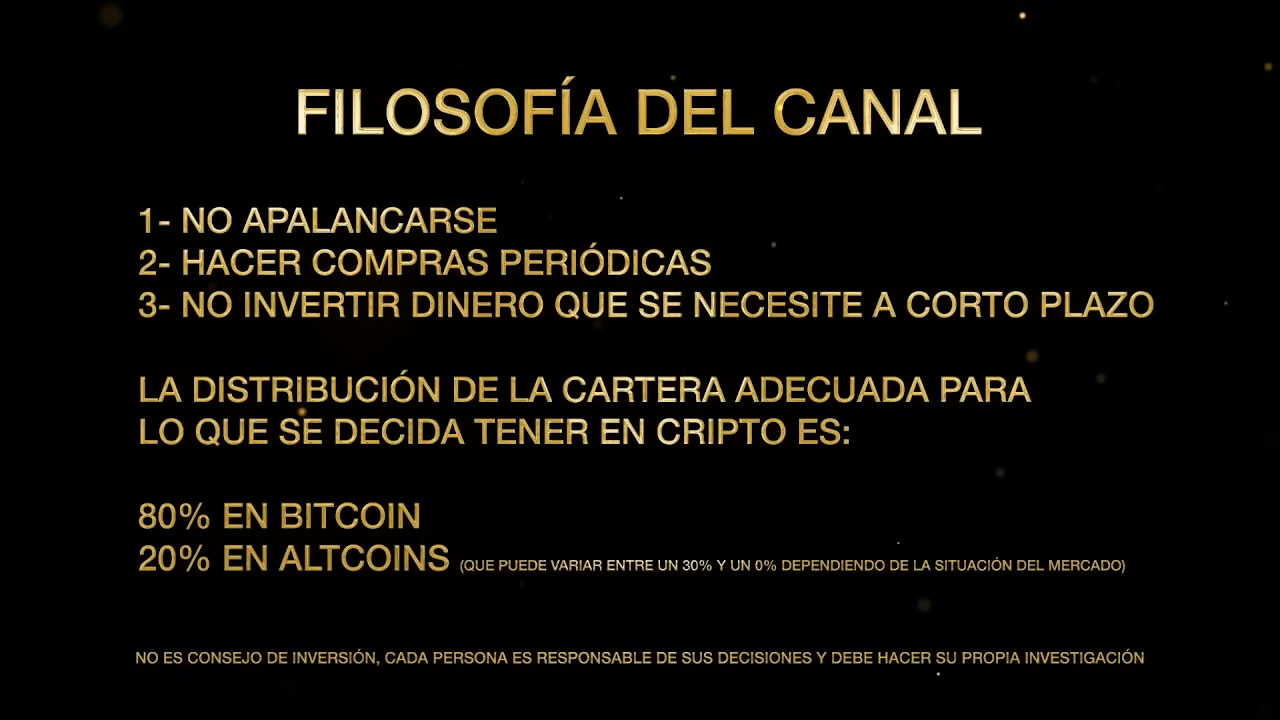 FILOSOFÍA DEL CANAL
1- NO APALANCARSE
2- HACER COMPRAS PERIÓDICAS
3- NO INVERTIR DINERO QUE SE NECESITE A CORTO PLAZO
LA DISTRIBUCIÓN DE LA CARTERA ADECUADA PARA
LO QUE SE DECIDA TENER EN CRIPTO ES:
80% EN BITCOIN
20% EN ALTCOINS (QUE PUEDE VARIAR ENTRE UN 30% Y UN 0% DEPENDIENDO DE LA SITUACIÓN DEL MERCADO)
NO ES CONSEJO DE INVERSIÓN, CADA PERSONA ES RESPONSABLE DE SUS DECISIONES Y DEBE HACER SU PROPIA INVESTIGACIÓN